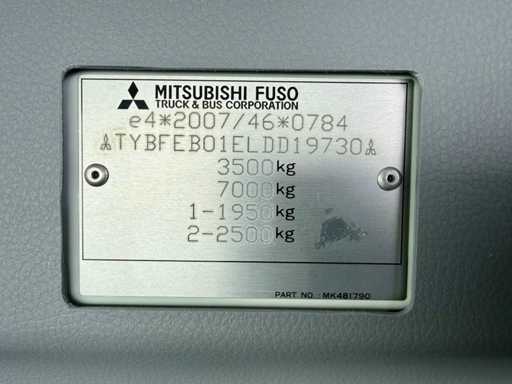 MITSUBISHI FUSO
TRUCK & BUS CORPORATION
e4*2007/46*0784
TYBFEB01ELDD19730
3500kg
7000kg
1-1950kg
2-2500kg
PART NO MK481790